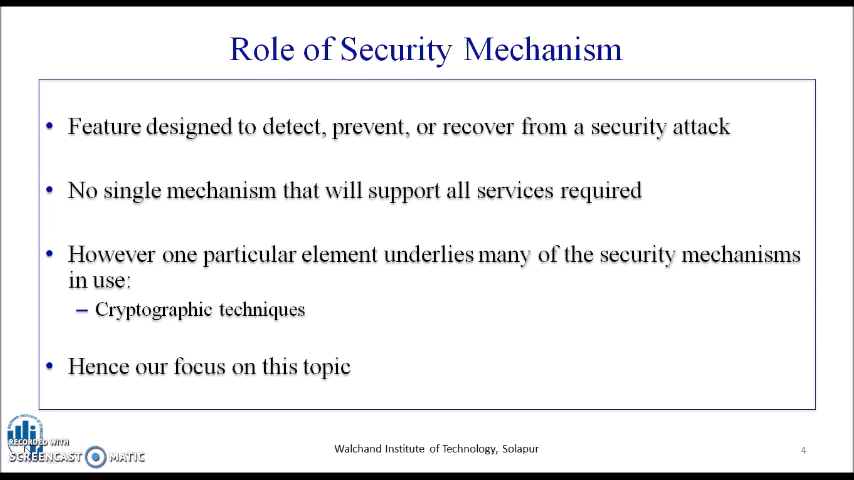 Role of Security Mechanism
• Feature designed to detect, prevent, or recover from a security attack
• No single mechanism that will support all services required
• However one particular element underlies many of the security mechanisms
in use:
– Cryptographic techniques
• Hence our focus on this topic
RECORDED WITH
SCREENCAST MATIC
Walchand Institute of Technology, Solapur
4